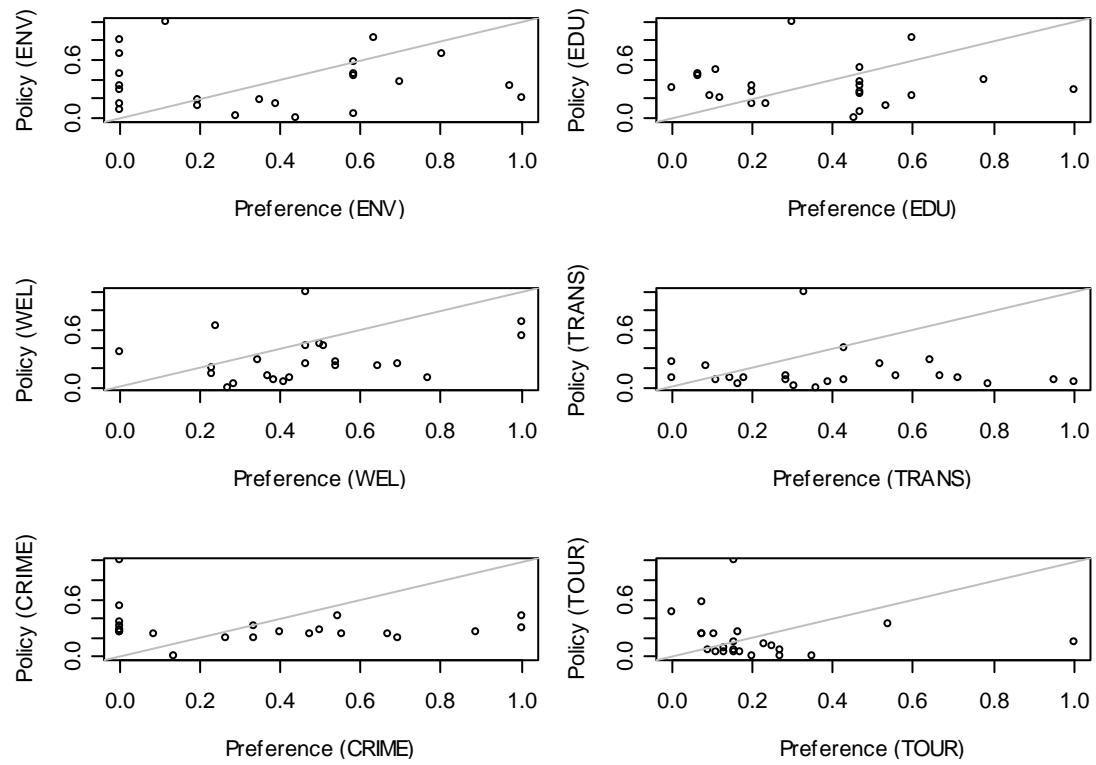 Policy (ENV)
0.0 0.6
0.0 0.2 0.4 0.6 0.8 1.0
Preference (ENV)
Policy (EDU)
0.0 0.6
0.0 0.2 0.4 0.6 0.8 1.0
Preference (EDU)
Policy (WEL)
0.0 0.6
0.0 0.2 0.4 0.6 0.8 1.0
Preference (WEL)
Policy (TRANS)
0.0 0.6
0.0 0.2 0.4 0.6 0.8 1.0
Preference (TRANS)
Policy (CRIME)
0.0 0.6
0.0 0.2 0.4 0.6 0.8 1.0
Preference (CRIME)
Policy (TOUR)
0.0 0.6
0.0 0.2 0.4 0.6 0.8 1.0
Preference (TOUR)